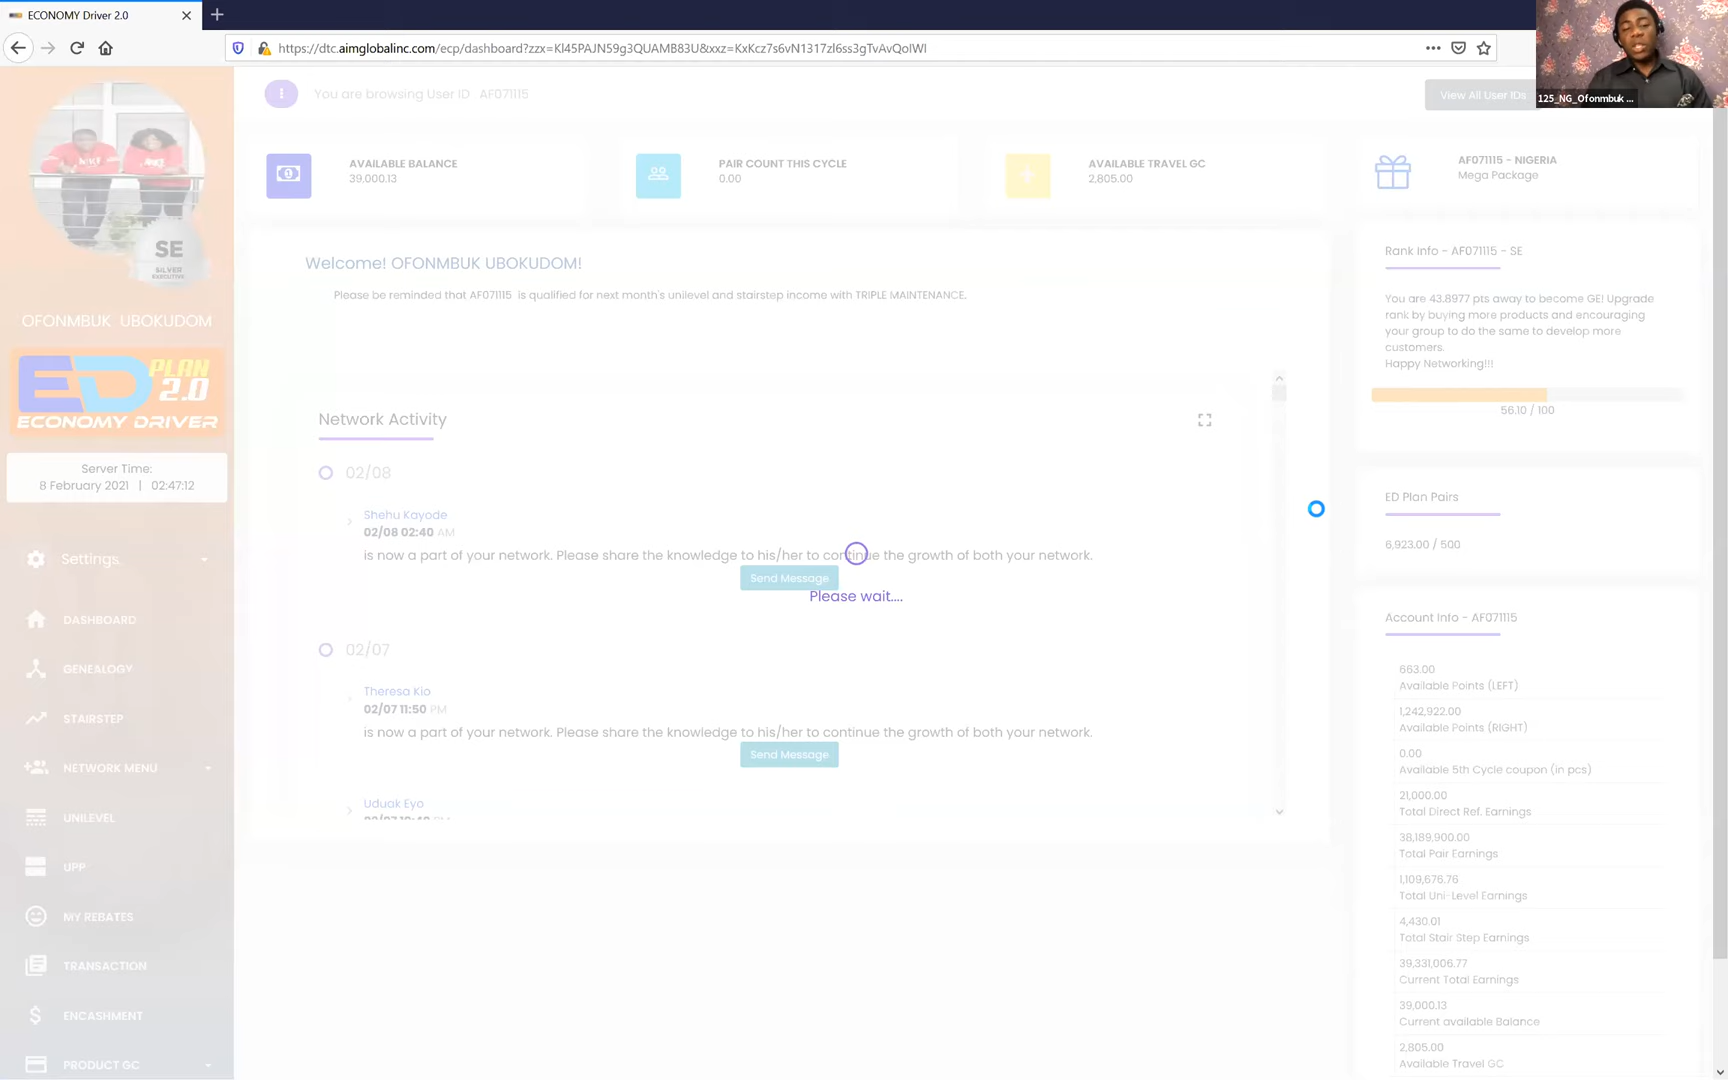 ECONOMY Driver 2.0
https://dtc.aimglobalinc.com/ecp/dashboard?zzx=Kl45PAJN59g3QUAMB83U&xxz=KxKcz7s6vN1317zl6ss3gTvAvQoIWI
125_NG_Ofonmbuk ...
You are browsing User ID AF071115
View All User IDs
AVAILABLE BALANCE
39,000.13
PAIR COUNT THIS CYCLE
0.00
AVAILABLE TRAVEL GC
2,805.00
AF071115 - NIGERIA
Mega Package
SE
SILVER
EXECUTIVE
OFONMBUK UBOKUDOM
ED PLAN 2.0
ECONOMY DRIVER
Server Time:
8 February 2021 | 02:47:12
Settings
DASHBOARD
GENEALOGY
STAIRSTEP
NETWORK MENU
UNILEVEL
UPP
MY REBATES
TRANSACTION
ENCASHMENT
PRODUCT GC
Welcome! OFONMBUK UBOKUDOM!
Please be reminded that AF071115 is qualified for next month's unilevel and stairstep income with TRIPLE MAINTENANCE.
Network Activity
02/08
Shehu Kayode
02/08 02:40 AM
is now a part of your network. Please share the knowledge to his/her to continue the growth of both your network.
Send Message
Please wait....
02/07
Theresa Kio
02/07 11:50 PM
is now a part of your network. Please share the knowledge to his/her to continue the growth of both your network.
Send Message
Uduak Eyo
Rank Info - AF071115 - SE
You are 43.8977 pts away to become GE! Upgrade
rank by buying more products and encouraging
your group to do the same to develop more
customers.
Happy Networking!!!
56.10 / 100
ED Plan Pairs
6,923.00 / 500
Account Info - AF071115
663.00
Available Points (LEFT)
1,242,922.00
Available Points (RIGHT)
0.00
Available 5th Cycle coupon (in pcs)
21,000.00
Total Direct Ref. Earnings
38,189,900.00
Total Pair Earnings
1,109,676.76
Total Uni-Level Earnings
4,430.01
Total Stair Step Earnings
39,331,006.77
Current Total Earnings
39,000.13
Current available Balance
2,805.00
Available Travel GC